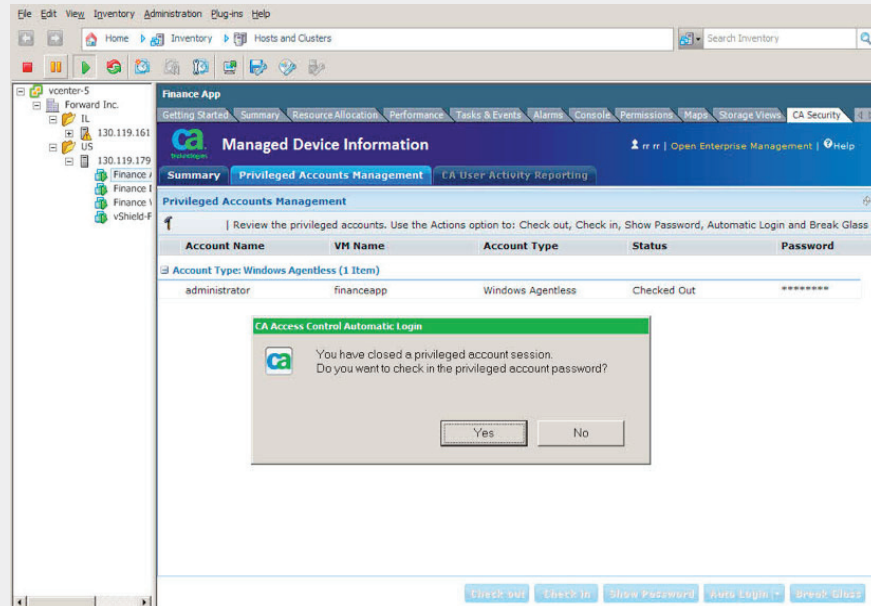 File Edit View Inventory Administration Plug-ins Help
Home Inventory Hosts and Clusters Search Inventory
vcenter-5
Forward Inc.
IL
130.119.161
US
130.119.179
Finance
Finance
Finance
vShield-F
Finance App
Getting Started Summary Resource Allocation Performance Tasks & Events Alarms Console Permissions Maps Storage Views CA Security
ca technologies Managed Device Information rr rr | Open Enterprise Management | Help
Summary Privileged Accounts Management CA User Activity Reporting
Privileged Accounts Management
| Review the privileged accounts. Use the Actions option to: Check out, Check in, Show Password, Automatic Login and Break Glass
Account Name VM Name Account Type Status Password
Account Type: Windows Agentless (1 Item)
administrator financeapp Windows Agentless Checked Out ********
CA Access Control Automatic Login
ca You have closed a privileged account session.
Do you want to check in the privileged account password?
Yes No
Check out Check in Show Password Auto Login Break Glass